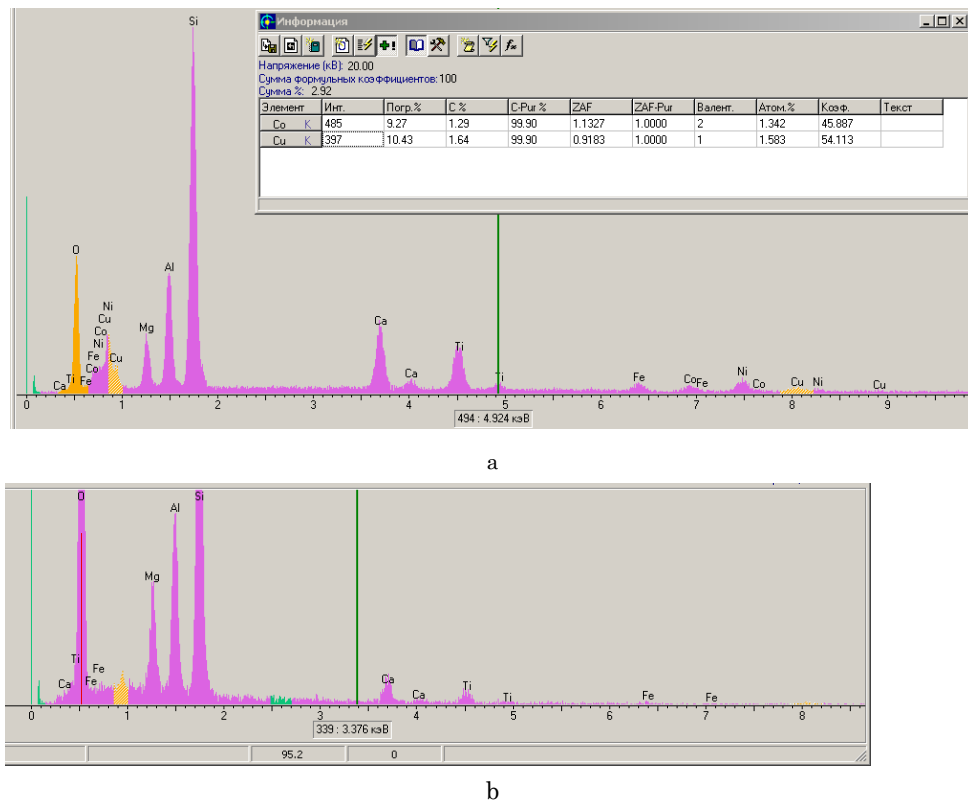 Si
Информация
Напряжение (кВ): 20.00
Сумма формульных коэффициентов: 100
Сумма %: 2.92
Элемент Инт. Погр.% C % C-Pur % ZAF ZAF-Pur Валент. Атом.% Коэф. Текст
Co K 485 9.27 1.29 99.90 1.1327 1.0000 2 1.342 45.887
Cu K 397 10.43 1.64 99.90 0.9183 1.0000 1 1.583 54.113
O
Al
Ni
Cu
Co Mg Ca
Ni Ti
Fe Cu Ni
Co Ca Ti Fe Co Fe Co Cu Ni Cu
Ca Ti Fe
0 1 2 3 4 5 6 7 8 9
494 : 4.924 кэВ
a
O Si
Al
Mg
Ti Fe Ca Ti
Ca Fe Ca Ti Fe Fe
0 1 2 3 4 5 6 7 8
339 : 3.376 кэВ
95.2 0
b